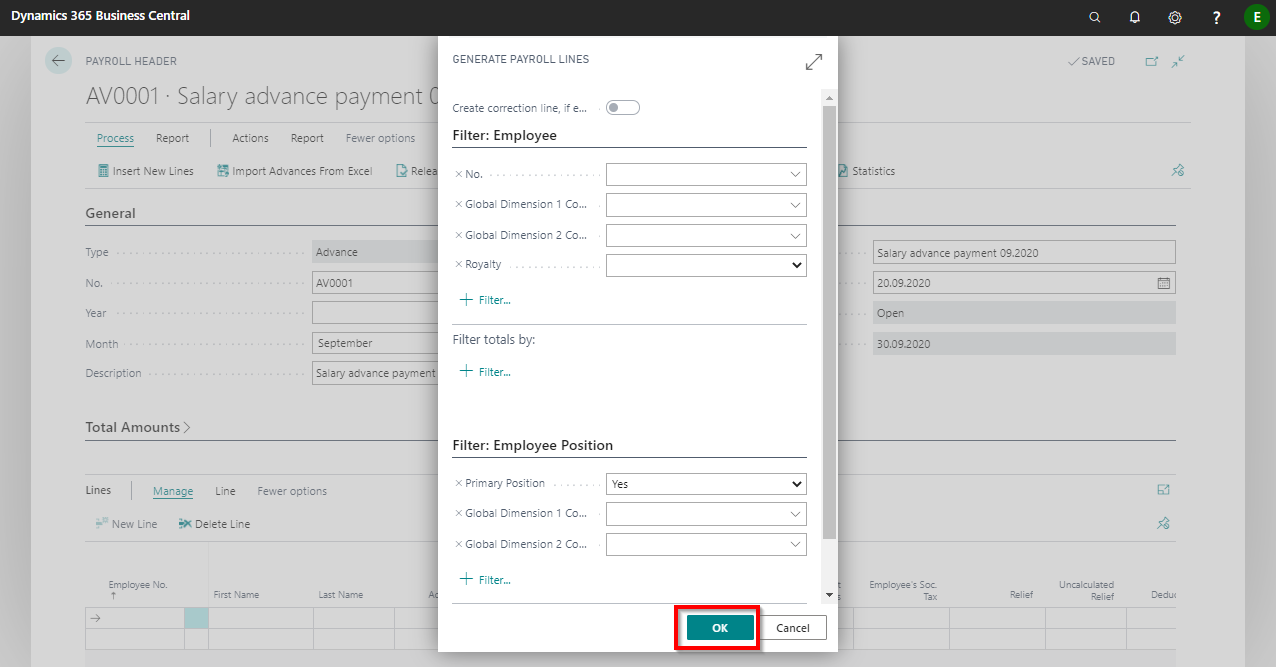 Dynamics 365 Business Central
? E
PAYROLL HEADER
SAVED
AV0001 · Salary advance payment 0
Process Report Actions Report Fewer options
Insert New Lines Import Advances From Excel Relea Statistics
General
Type Advance
No. AV0001
Year
Month September
Description Salary advance payment
Salary advance payment 09.2020
20.09.2020
Open
30.09.2020
Total Amounts
Lines Manage Line Fewer options
New Line Delete Line
Employee No. First Name Last Name Employee's Soc. Tax Relief Uncalculated Relief Deduc
GENERATE PAYROLL LINES
Create correction line, if e...
Filter: Employee
No.
Global Dimension 1 Co...
Global Dimension 2 Co...
Royalty
Filter...
Filter totals by:
Filter...
Filter: Employee Position
Primary Position Yes
Global Dimension 1 Co...
Global Dimension 2 Co...
Filter...
OK Cancel